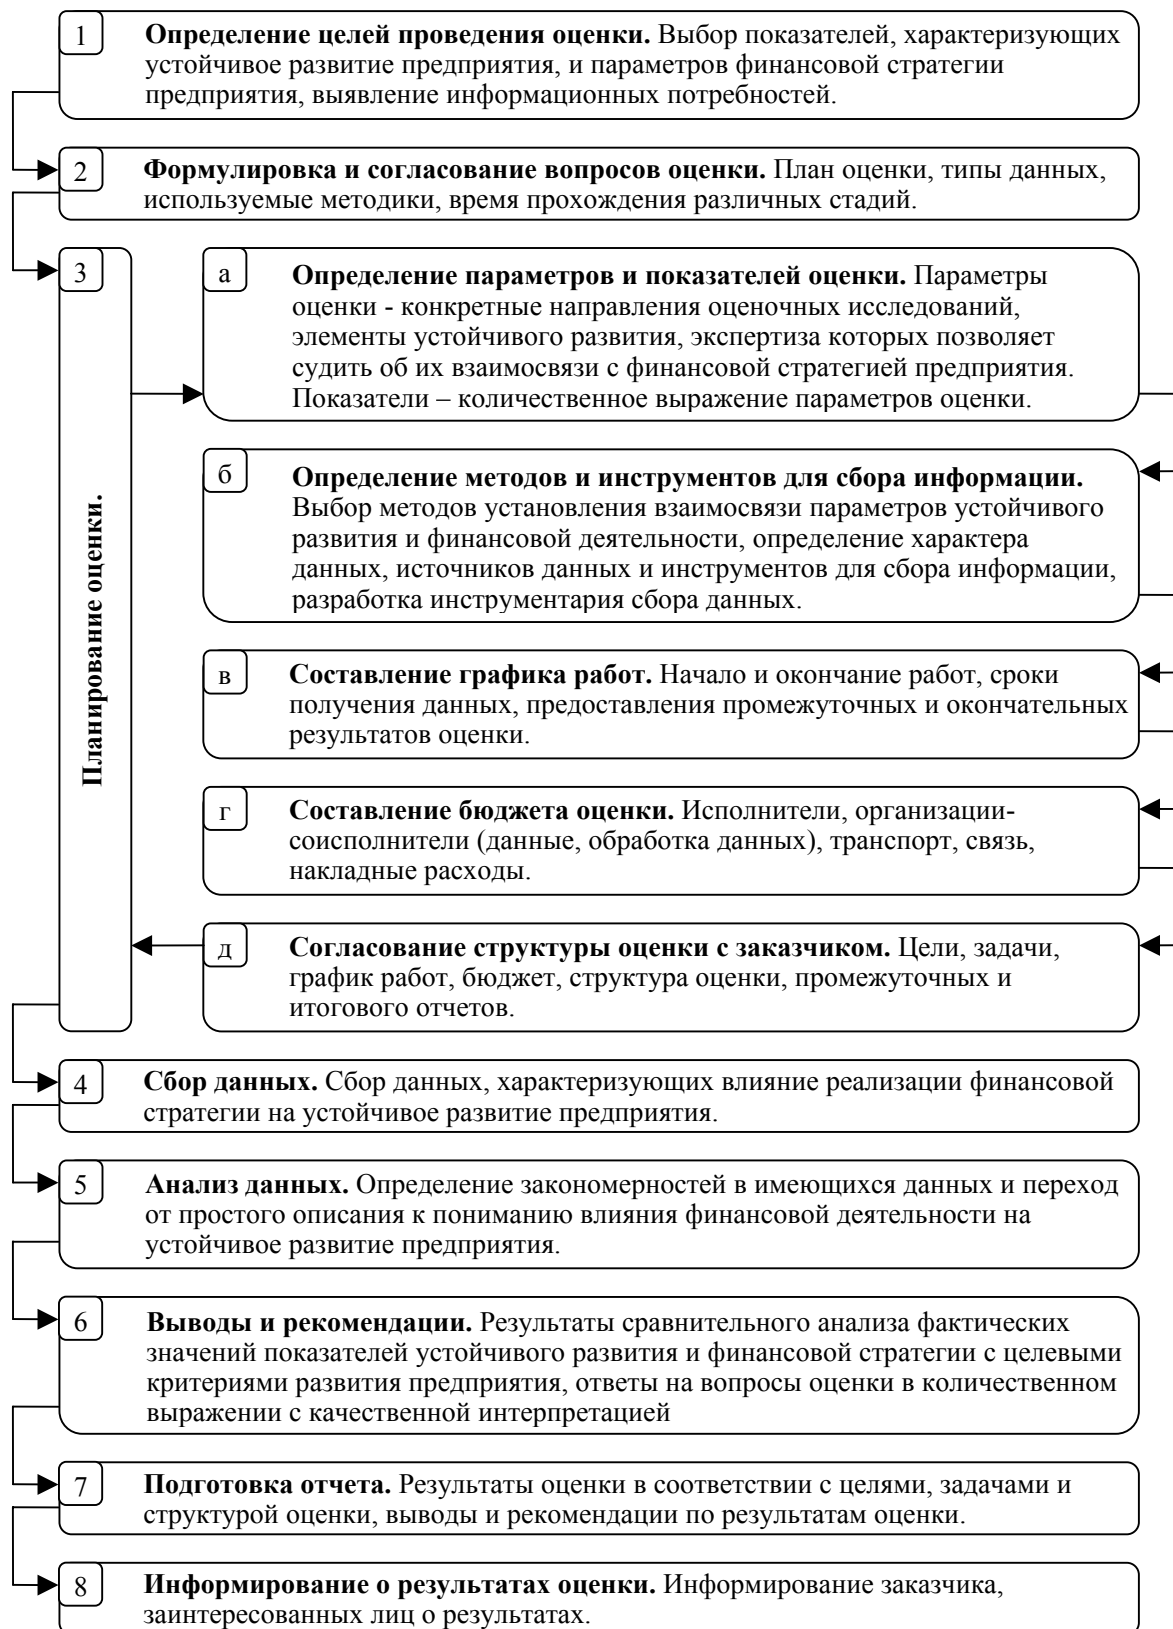 1
Определение целей проведения оценки. Выбор показателей, характеризующих
устойчивое развитие предприятия, и параметров финансовой стратегии
предприятия, выявление информационных потребностей.
2
Формулировка и согласование вопросов оценки. План оценки, типы данных,
используемые методики, время прохождения различных стадий.
3
Планирование оценки.
а
Определение параметров и показателей оценки. Параметры
оценки - конкретные направления оценочных исследований,
элементы устойчивого развития, экспертиза которых позволяет
судить об их взаимосвязи с финансовой стратегией предприятия.
Показатели – количественное выражение параметров оценки.
б
Определение методов и инструментов для сбора информации.
Выбор методов установления взаимосвязи параметров устойчивого
развития и финансовой деятельности, определение характера
данных, источников данных и инструментов для сбора информации,
разработка инструментария сбора данных.
в
Составление графика работ. Начало и окончание работ, сроки
получения данных, предоставления промежуточных и окончательных
результатов оценки.
г
Составление бюджета оценки. Исполнители, организации-
соисполнители (данные, обработка данных), транспорт, связь,
накладные расходы.
д
Согласование структуры оценки с заказчиком. Цели, задачи,
график работ, бюджет, структура оценки, промежуточных и
итогового отчетов.
4
Сбор данных. Сбор данных, характеризующих влияние реализации финансовой
стратегии на устойчивое развитие предприятия.
5
Анализ данных. Определение закономерностей в имеющихся данных и переход
от простого описания к пониманию влияния финансовой деятельности на
устойчивое развитие предприятия.
6
Выводы и рекомендации. Результаты сравнительного анализа фактических
значений показателей устойчивого развития и финансовой стратегии с целевыми
критериями развития предприятия, ответы на вопросы оценки в количественном
выражении с качественной интерпретацией
7
Подготовка отчета. Результаты оценки в соответствии с целями, задачами и
структурой оценки, выводы и рекомендации по результатам оценки.
8
Информирование о результатах оценки. Информирование заказчика,
заинтересованных лиц о результатах.